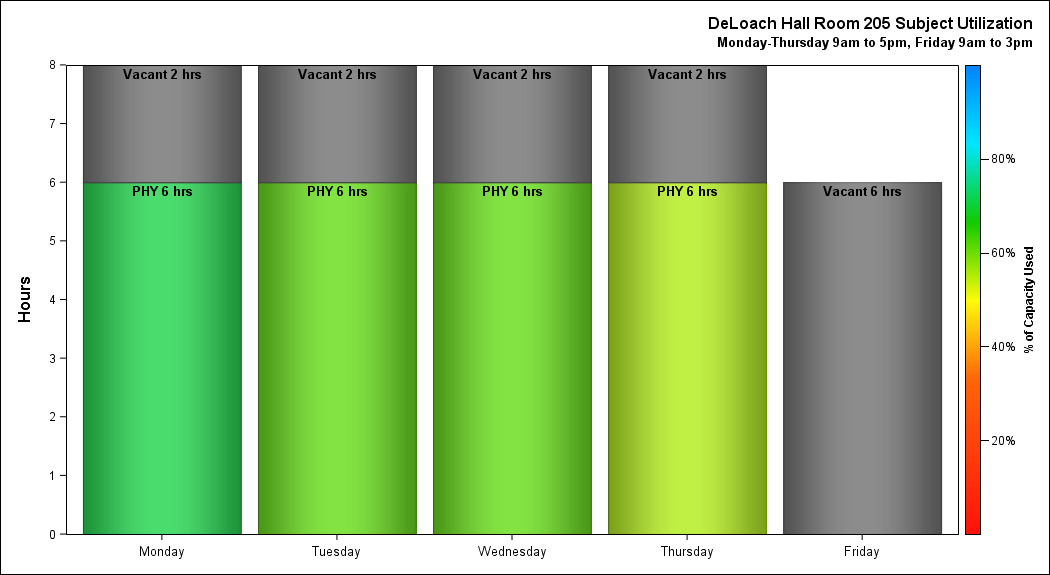 DeLoach Hall Room 205 Subject Utilization
Monday-Thursday 9am to 5pm, Friday 9am to 3pm
Hours
8
7
6
5
4
3
2
1
0
Vacant 2 hrs
Vacant 2 hrs
Vacant 2 hrs
Vacant 2 hrs
PHY 6 hrs
PHY 6 hrs
PHY 6 hrs
PHY 6 hrs
Vacant 6 hrs
Monday
Tuesday
Wednesday
Thursday
Friday
80%
60%
40%
20%
% of Capacity Used